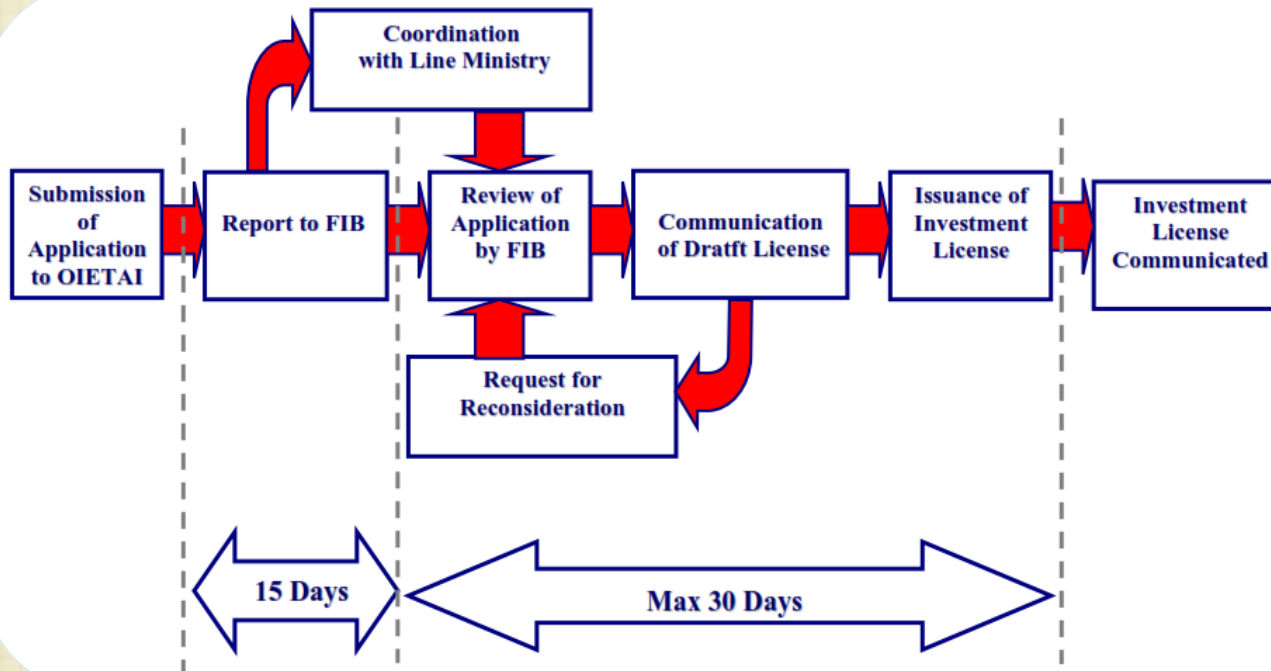 Coordination
with Line Ministry
Submission
of
Application
to OIETAI
Report to FIB
Review of
Application
by FIB
Communication
of Dratft License
Issuance of
Investment
License
Investment
License
Communicated
Request for
Reconsideration
15 Days
Max 30 Days